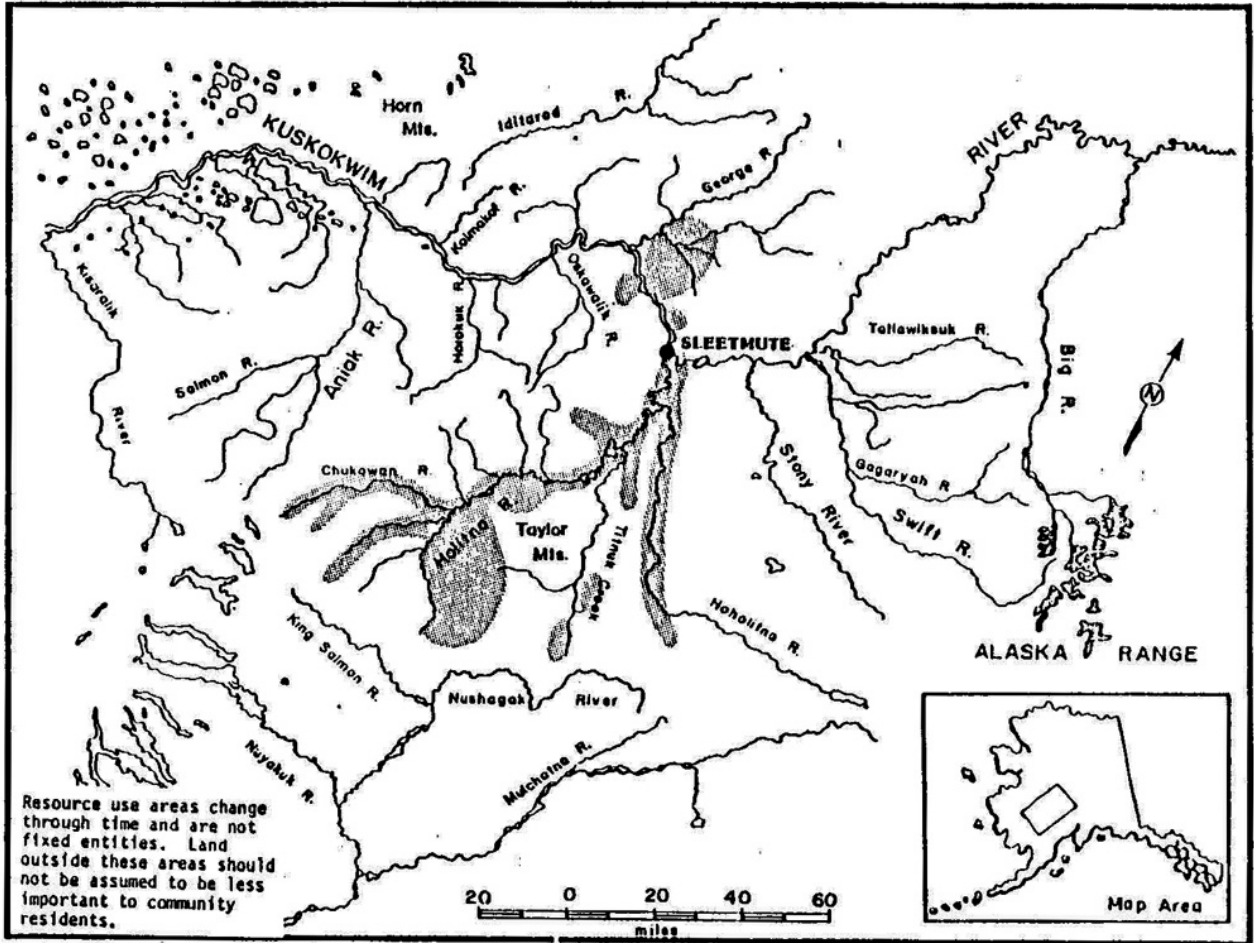 Horn
Mts.
Iditarod R.
KUSKOKWIM
RIVER
George R.
Kolmakof R.
Oskawalik R.
Kisaralik
River
Horokuk R.
SLEETMUTE
Tatlawiksuk R.
Big R.
Salmon R.
Aniak R.
N
Chukowan R.
Stony
River
Gagaryah R.
Swift R.
Holitna R.
Taylor
Mts.
Titnuk Creek
Hoholitna R.
King Salmon R.
ALASKA RANGE
Nushagak River
Nuyakuk R.
Mulchatna R.
Resource use areas change
through time and are not
fixed entities. Land
outside these areas should
not be assumed to be less
important to community
residents.
20 0 20 40 60
miles
Map Area